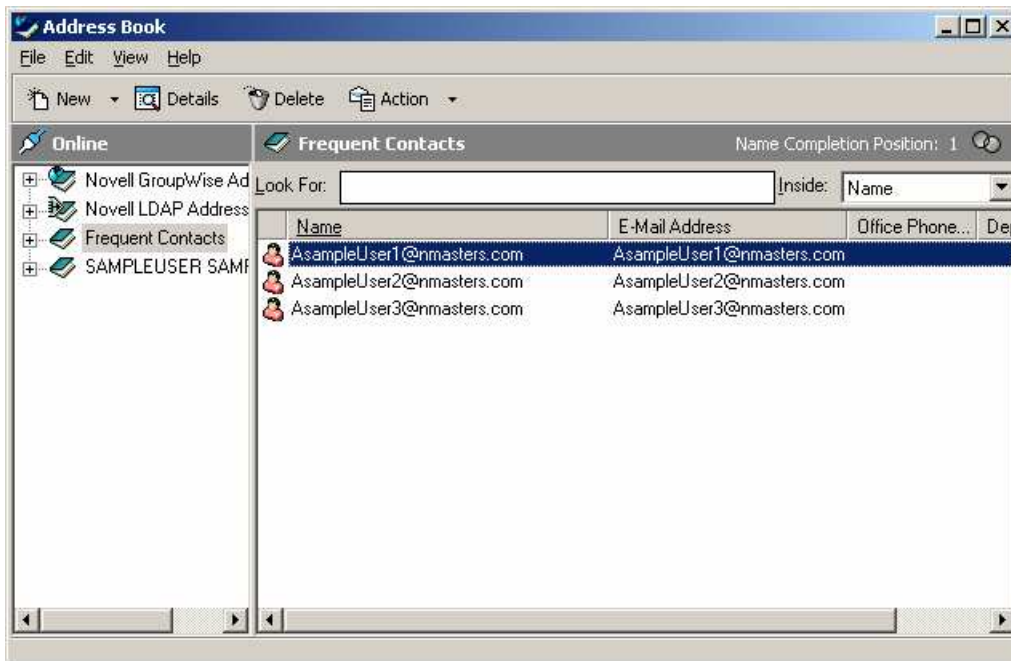 Address Book
File Edit View Help
New Details Delete Action
Online
Frequent Contacts Name Completion Position: 1
Novell GroupWise Ad
Novell LDAP Address
Frequent Contacts
SAMPLEUSER SAMP
Look For: Inside: Name
Name E-Mail Address Office Phone... De
AsampleUser1@nmasters.com AsampleUser1@nmasters.com
AsampleUser2@nmasters.com AsampleUser2@nmasters.com
AsampleUser3@nmasters.com AsampleUser3@nmasters.com